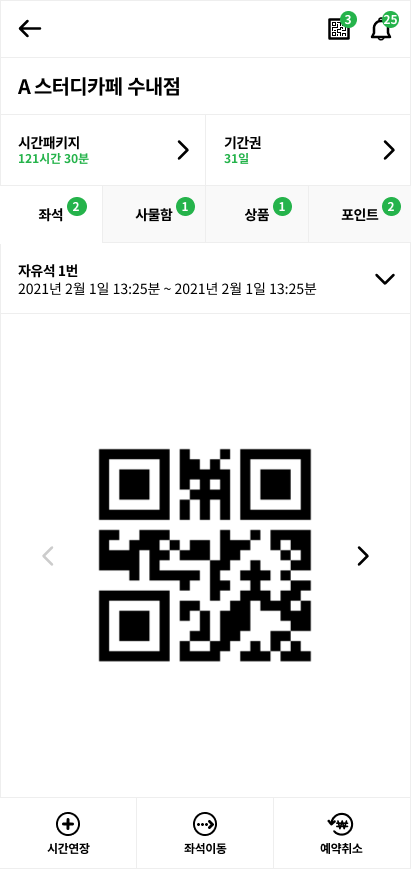 3
25
A 스터디카페 수내점
시간패키지
121시간 30분
기간권
31일
좌석 2
사물함 1
상품 1
포인트 2
자유석 1번
2021년 2월 1일 13:25분 ~ 2021년 2월 1일 13:25분
시간연장
좌석이동
예약취소